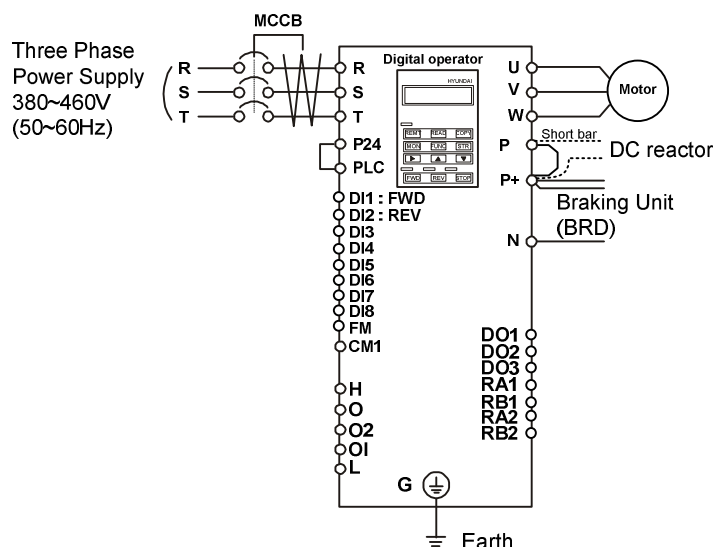 MCCB
Three Phase
Power Supply
380~460V
(50~60Hz)
R
S
T
R
S
T
P24
PLC
DI1 : FWD
DI2 : REV
DI3
DI4
DI5
DI6
DI7
DI8
FM
CM1
H
O
O2
OI
L
Digital operator
HYUNDAI
REMT READ COPY
MON FUNC STR
FWD REV STOP
U
V
W
Motor
P
Short bar
DC reactor
P+
Braking Unit
(BRD)
N
DO1
DO2
DO3
RA1
RB1
RA2
RB2
G
Earth